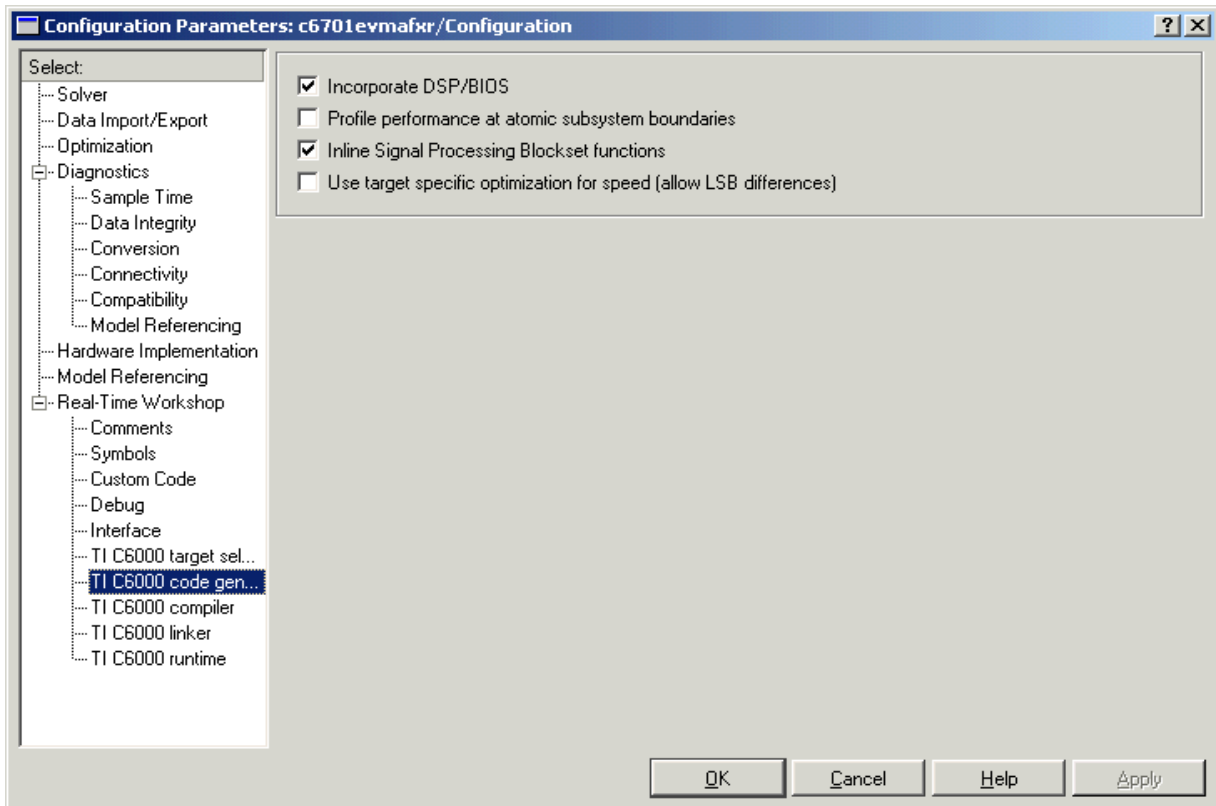 Configuration Parameters: c6701evmafxr/Configuration
Select:
Solver
Data Import/Export
Optimization
Diagnostics
Sample Time
Data Integrity
Conversion
Connectivity
Compatibility
Model Referencing
Hardware Implementation
Model Referencing
Real-Time Workshop
Comments
Symbols
Custom Code
Debug
Interface
TI C6000 target sel...
TI C6000 code gen...
TI C6000 compiler
TI C6000 linker
TI C6000 runtime
Incorporate DSP/BIOS
Profile performance at atomic subsystem boundaries
Inline Signal Processing Blockset functions
Use target specific optimization for speed (allow LSB differences)
OK Cancel Help Apply